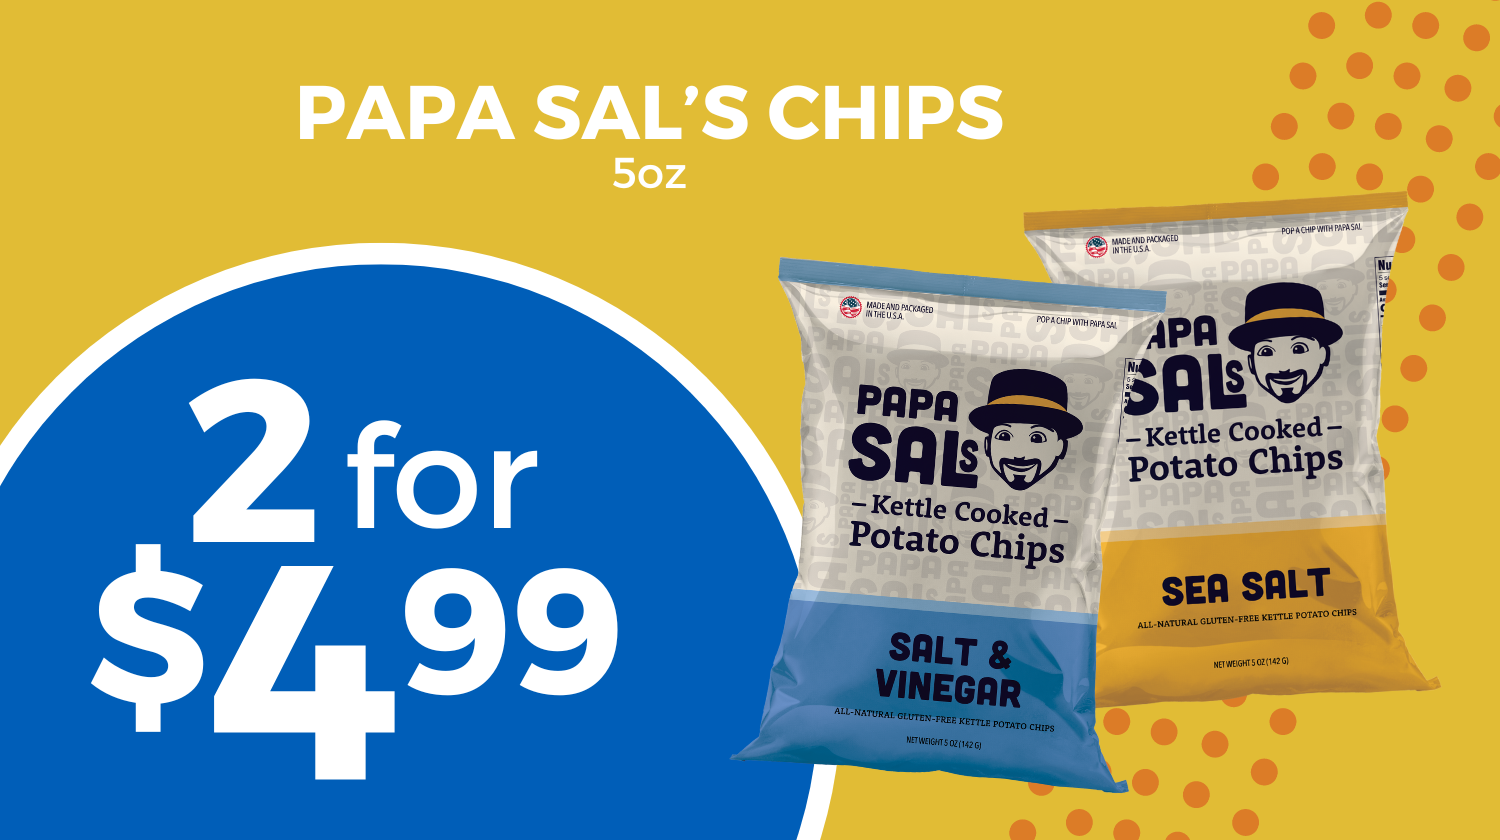 PAPA SAL'S CHIPS
5oz
2 for
$4.99
MADE AND PACKAGED
IN THE U.S.A.
POP A CHIP WITH PAPA SAL
PAPA
SALs
– Kettle Cooked –
Potato Chips
SALT &
VINEGAR
ALL-NATURAL GLUTEN-FREE KETTLE POTATO CHIPS
NET WEIGHT 5 OZ (142 G)
MADE AND PACKAGED
IN THE U.S.A.
POP A CHIP WITH PAPA SAL
APA
SALs
– Kettle Cooked –
Potato Chips
SEA SALT
ALL-NATURAL GLUTEN-FREE KETTLE POTATO CHIPS
NET WEIGHT 5 OZ (142 G)